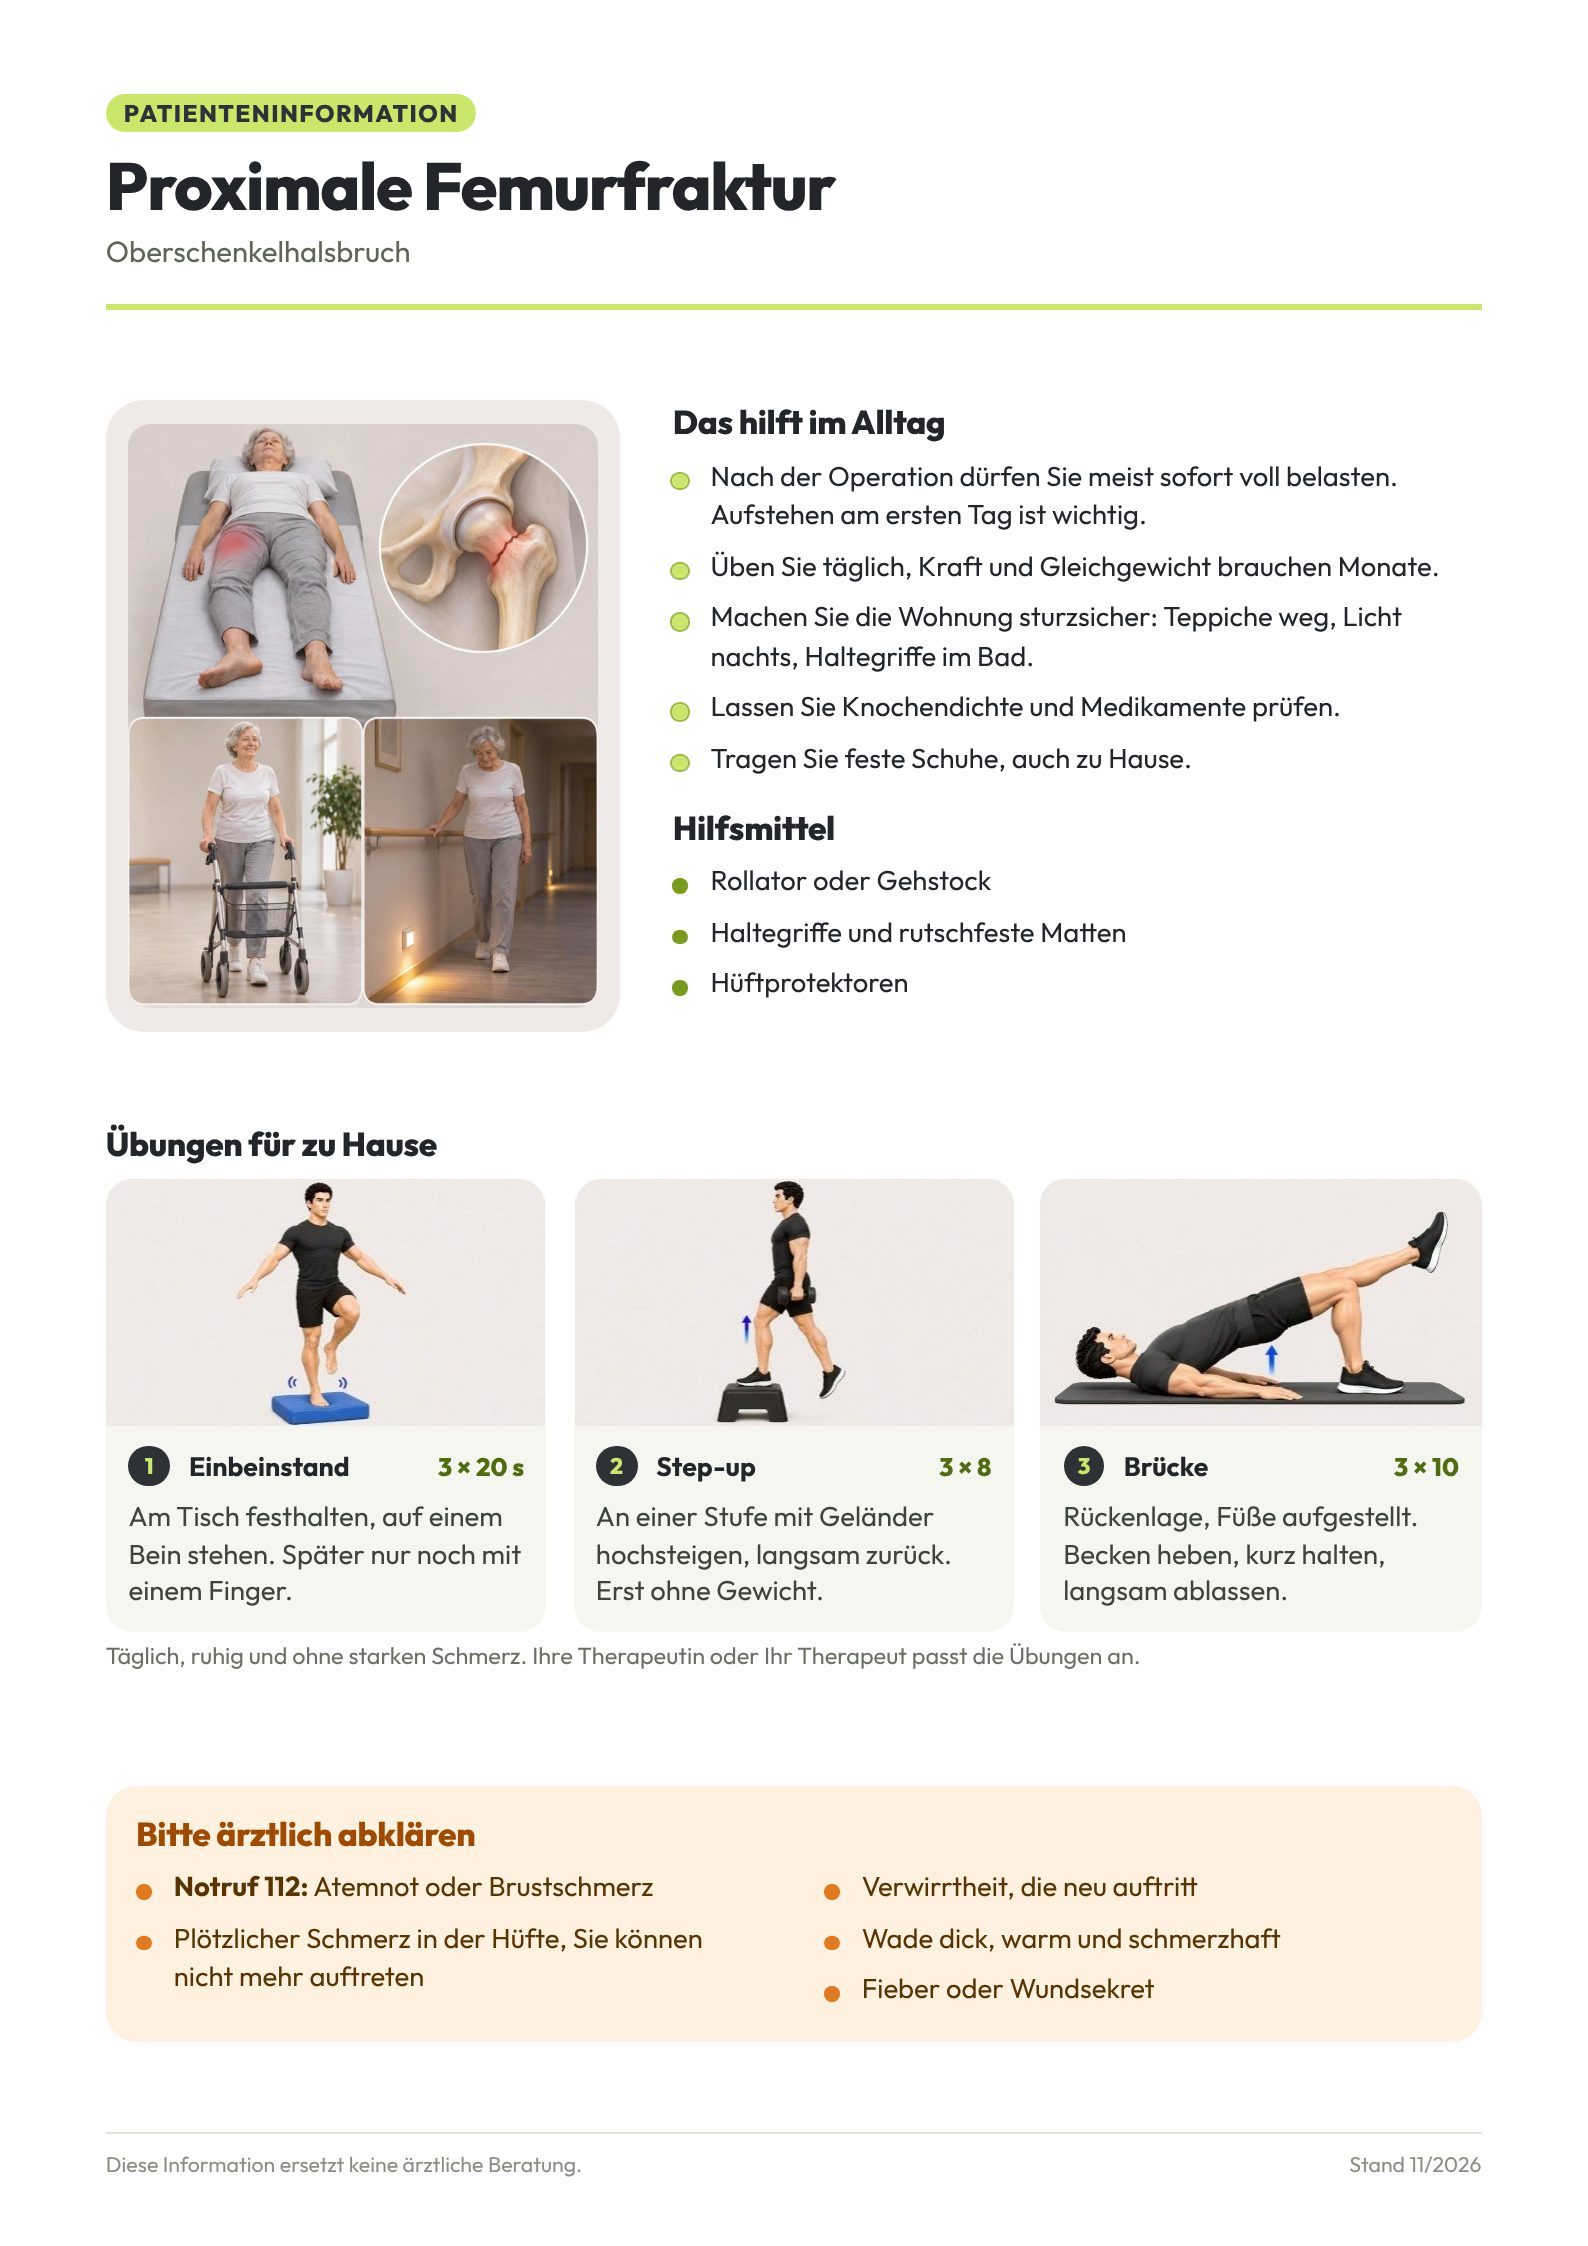 PATIENTENINFORMATION
Proximale Femurfraktur
Oberschenkelhalsbruch
Das hilft im Alltag
Nach der Operation dürfen Sie meist sofort voll belasten.
Aufstehen am ersten Tag ist wichtig.
Üben Sie täglich, Kraft und Gleichgewicht brauchen Monate.
Machen Sie die Wohnung sturzsicher: Teppiche weg, Licht
nachts, Haltegriffe im Bad.
Lassen Sie Knochendichte und Medikamente prüfen.
Tragen Sie feste Schuhe, auch zu Hause.
Hilfsmittel
Rollator oder Gehstock
Haltegriffe und rutschfeste Matten
Hüftprotektoren
Übungen für zu Hause
1 Einbeinstand 3 × 20 s
Am Tisch festhalten, auf einem
Bein stehen. Später nur noch mit
einem Finger.
2 Step-up 3 × 8
An einer Stufe mit Geländer
hochsteigen, langsam zurück.
Erst ohne Gewicht.
3 Brücke 3 × 10
Rückenlage, Füße aufgestellt.
Becken heben, kurz halten,
langsam ablassen.
Täglich, ruhig und ohne starken Schmerz. Ihre Therapeutin oder Ihr Therapeut passt die Übungen an.
Bitte ärztlich abklären
Notruf 112: Atemnot oder Brustschmerz
Plötzlicher Schmerz in der Hüfte, Sie können
nicht mehr auftreten
Verwirrtheit, die neu auftritt
Wade dick, warm und schmerzhaft
Fieber oder Wundsekret
Diese Information ersetzt keine ärztliche Beratung.
Stand 11/2026